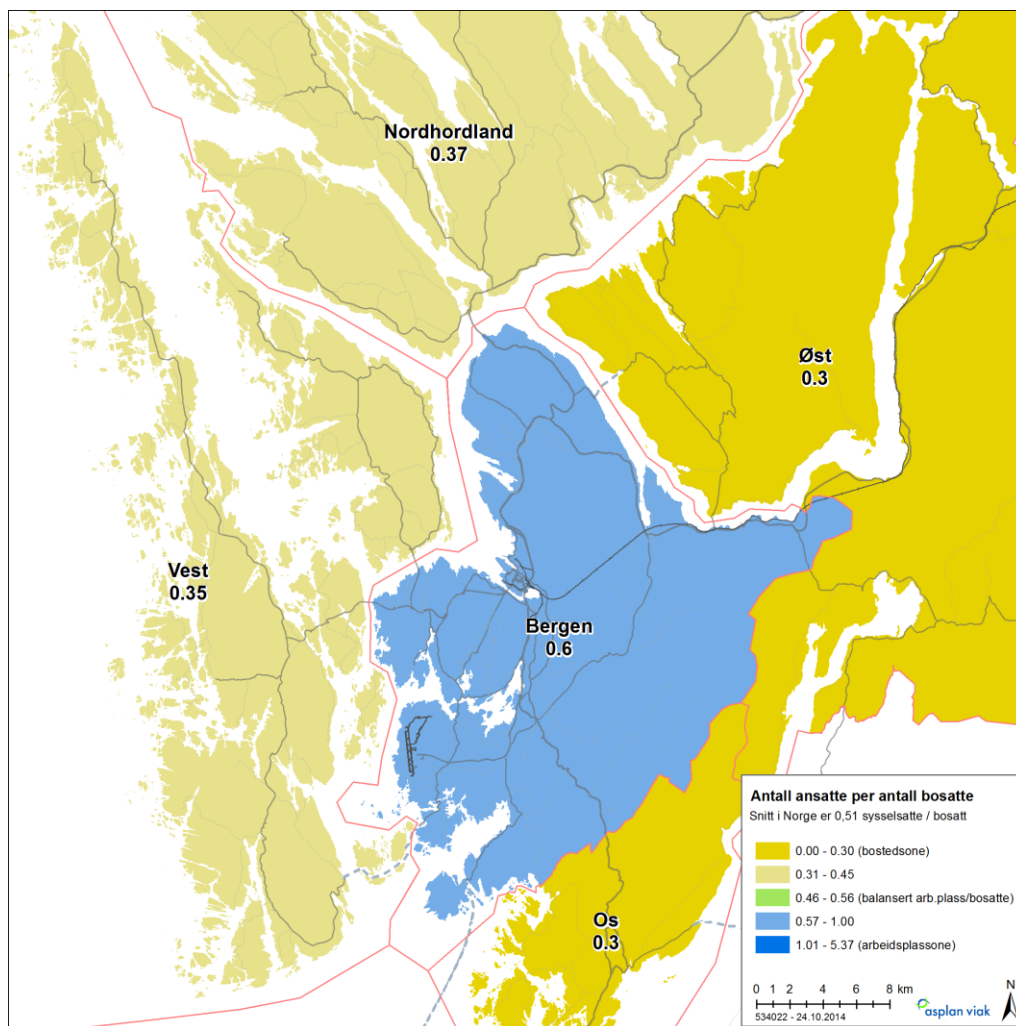 Nordhordland
0.37
Øst
0.3
Vest
0.35
Bergen
0.6
Os
0.3
Antall ansatte per antall bosatte
Snitt i Norge er 0,51 sysselsatte / bosatt
0.00 - 0.30 (bostedsone)
0.31 - 0.45
0.46 - 0.56 (balansert arb.plass/bosatte)
0.57 - 1.00
1.01 - 5.37 (arbeidsplassone)
0 1 2 4 6 8 km
N
534022 - 24.10.2014
asplan viak